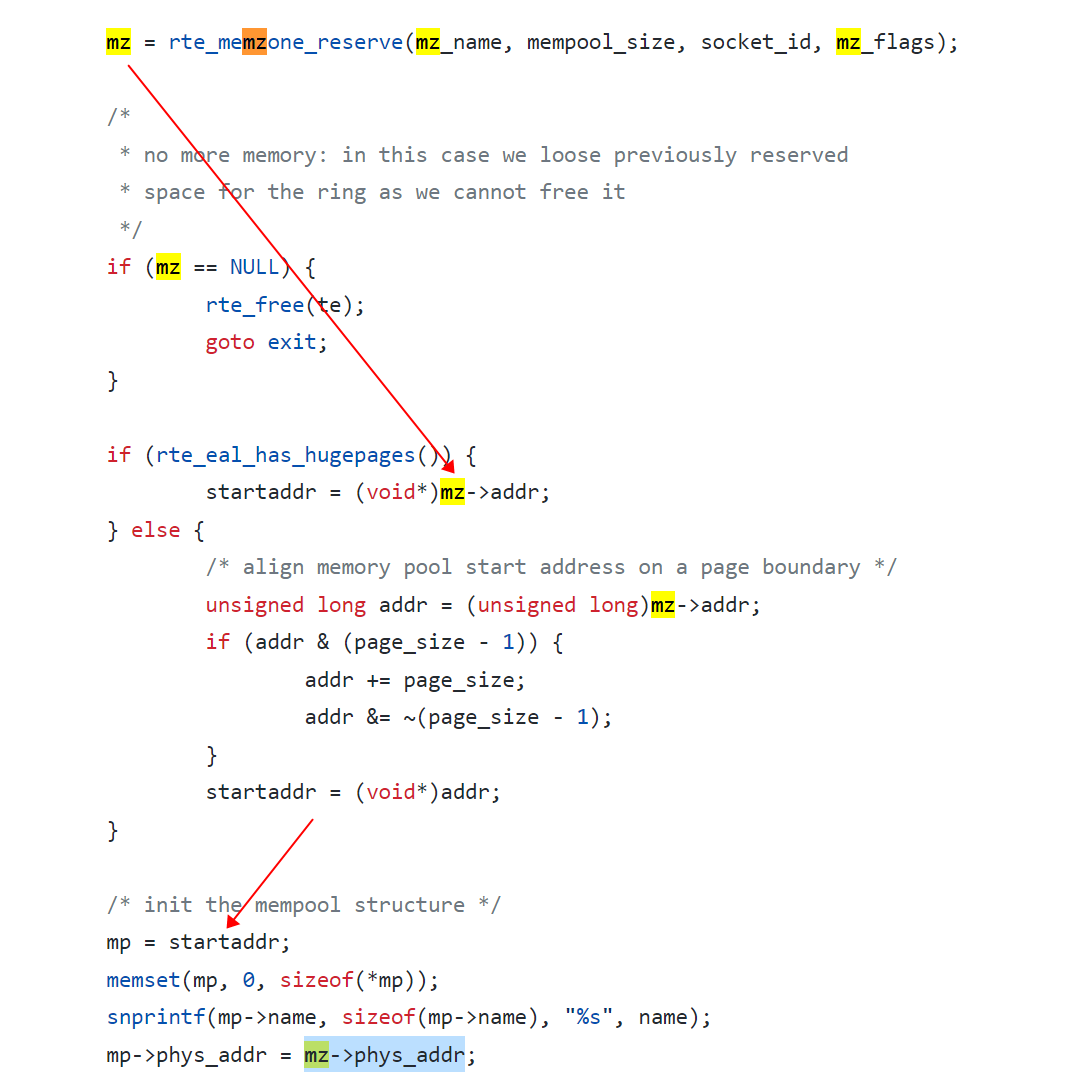 mz = rte_memzone_reserve(mz_name, mempool_size, socket_id, mz_flags);
/*
 * no more memory: in this case we loose previously reserved
 * space for the ring as we cannot free it
 */
if (mz == NULL) {
        rte_free(te);
        goto exit;
}
if (rte_eal_has_hugepages()) {
        startaddr = (void*)mz->addr;
} else {
        /* align memory pool start address on a page boundary */
        unsigned long addr = (unsigned long)mz->addr;
        if (addr & (page_size - 1)) {
                addr += page_size;
                addr &= ~(page_size - 1);
        }
        startaddr = (void*)addr;
}
/* init the mempool structure */
mp = startaddr;
memset(mp, 0, sizeof(*mp));
snprintf(mp->name, sizeof(mp->name), "%s", name);
mp->phys_addr = mz->phys_addr;